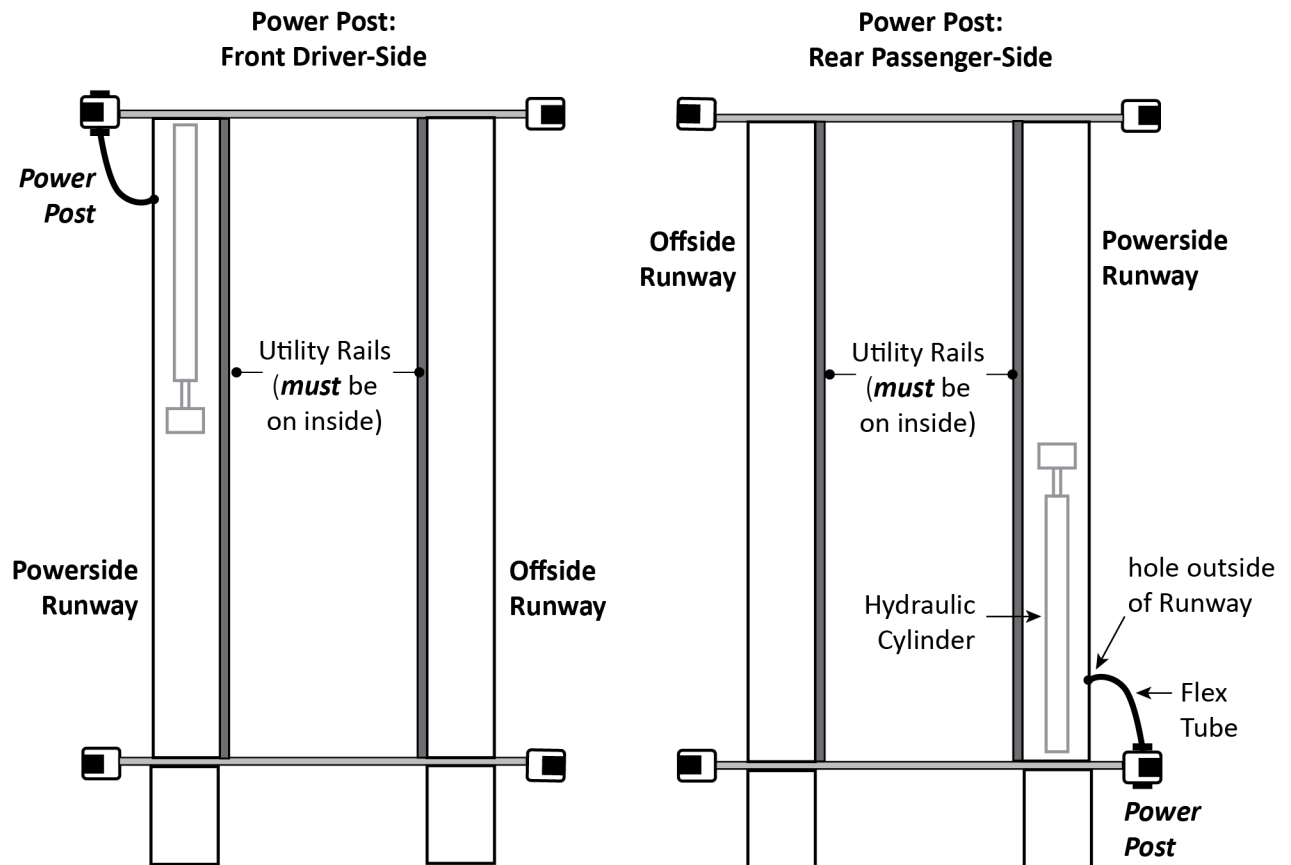 Power Post:
Front Driver-Side
Power
Post
Utility Rails
(must be
on inside)
Powerside
Runway
Offside
Runway
Power Post:
Rear Passenger-Side
Offside
Runway
Powerside
Runway
Utility Rails
(must be
on inside)
Hydraulic
Cylinder
hole outside
of Runway
Flex
Tube
Power
Post